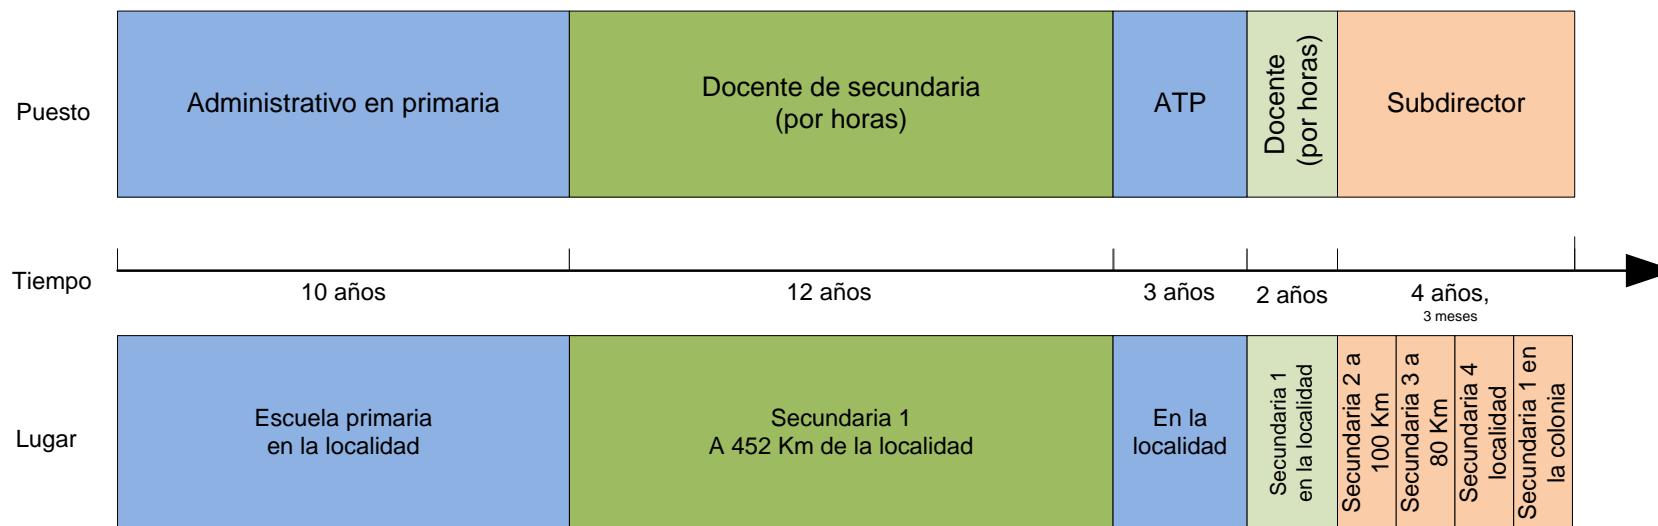 Puesto
Administrativo en primaria
Docente de secundaria
(por horas)
ATP
Docente
(por horas)
Subdirector
Tiempo
10 años
12 años
3 años
2 años
4 años,
3 meses
Lugar
Escuela primaria
en la localidad
Secundaria 1
A 452 Km de la localidad
En la
localidad
Secundaria 1
en la localidad
Secundaria 2 a
100 Km
Secundaria 3 a
80 Km
Secundaria 4
localidad
Secundaria 1 en
la colonia